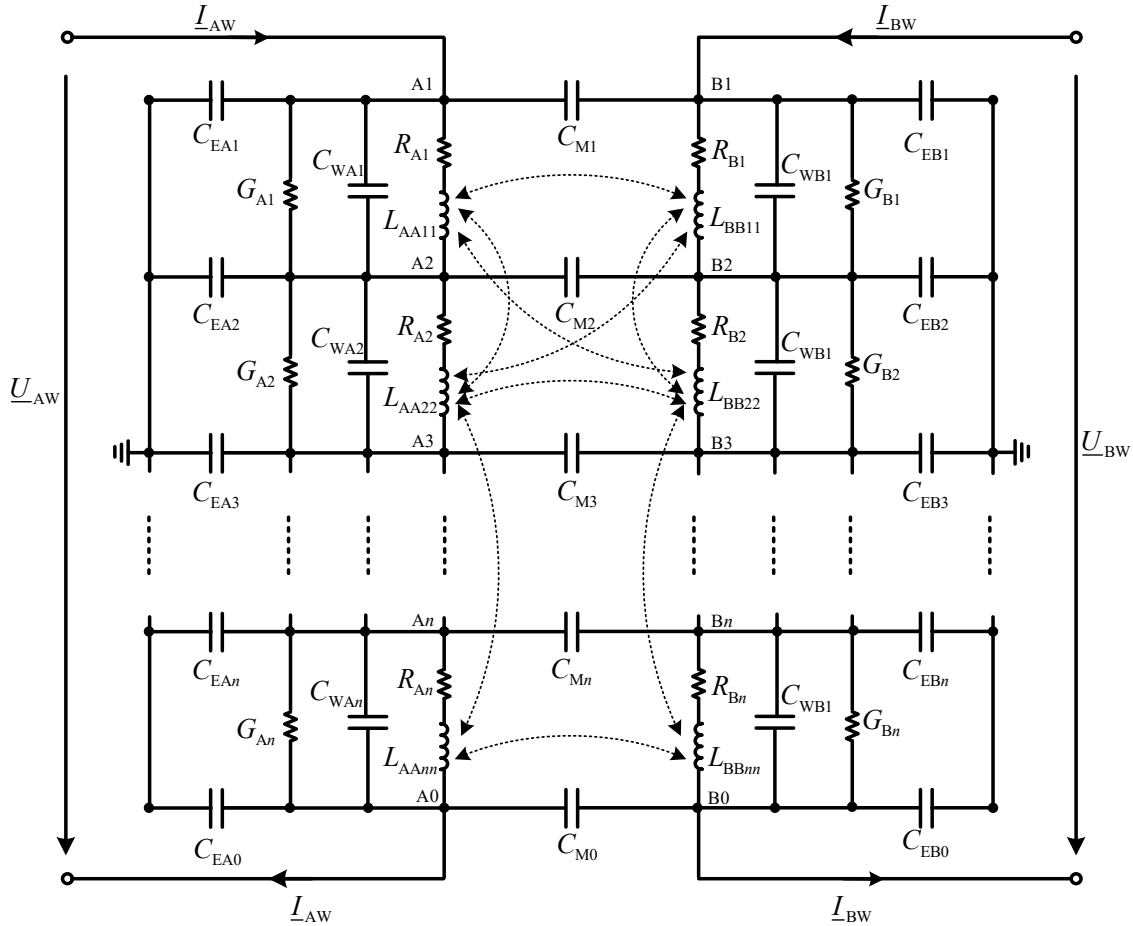 I_AW I_BW
A1 B1
C_EA1 C_M1 C_EB1
R_A1 R_B1
C_WA1 C_WB1
G_A1 G_B1
L_AA11 L_BB11
A2 B2
C_EA2 C_M2 C_EB2
R_A2 R_B2
C_WA2 C_WB1
G_A2 G_B2
U_AW L_AA22 L_BB22
A3 B3 U_BW
C_EA3 C_M3 C_EB3
An Bn
C_EAn C_Mn C_EBn
R_An R_Bn
C_WAn C_WB1
G_An G_Bn
L_AAnn L_BBnn
A0 B0
C_EA0 C_M0 C_EB0
I_AW I_BW